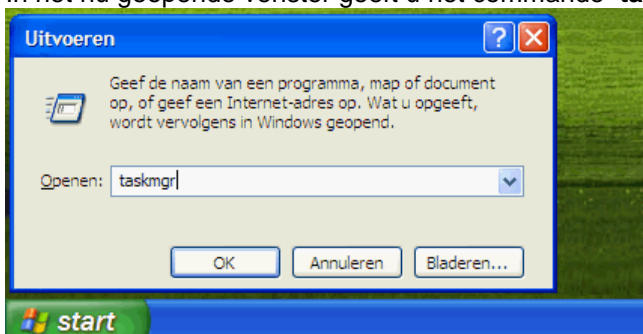 Uitvoeren
Geef de naam van een programma, map of document
op, of geef een Internet-adres op. Wat u opgeeft,
wordt vervolgens in Windows geopend.
Openen: taskmgr
OK Annuleren Bladeren...
start